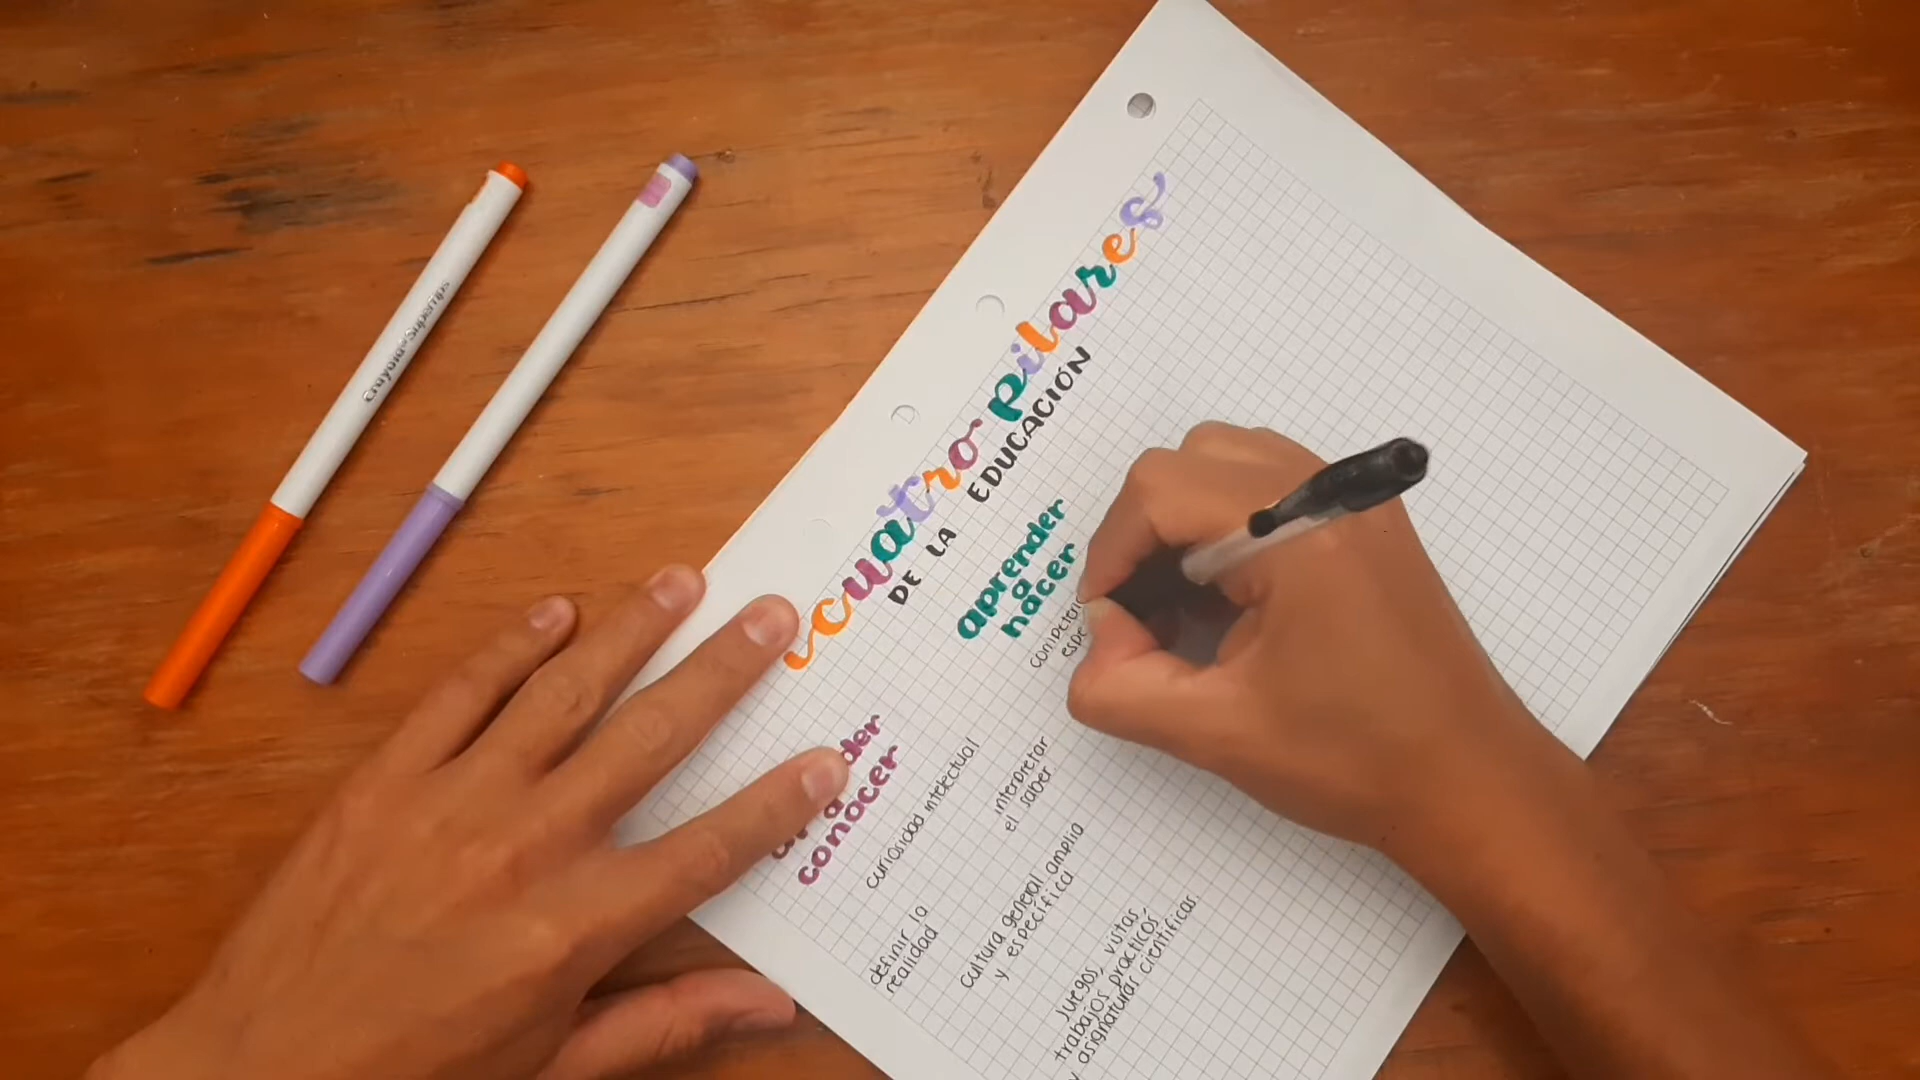 cuatro pilares
DE LA EDUCACIÓN
conocer
curiosidad intelectual
definir la
realidad
interpretar
el saber
cultura general amplia
y específica
juegos, visitas,
trabajos prácticos,
y asignaturas científicas
aprender
a
hacer
Crayola SuperTips